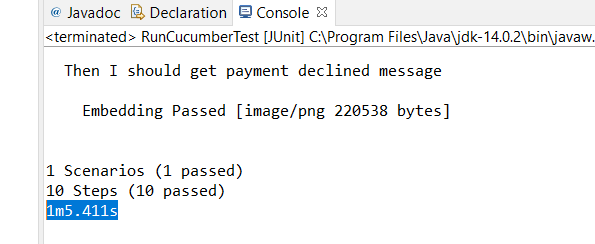 @ Javadoc Declaration Console
<terminated> RunCucumberTest [JUnit] C:\Program Files\Java\jdk-14.0.2\bin\javaw.
Then I should get payment declined message
Embedding Passed [image/png 220538 bytes]
1 Scenarios (1 passed)
10 Steps (10 passed)
1m5.411s